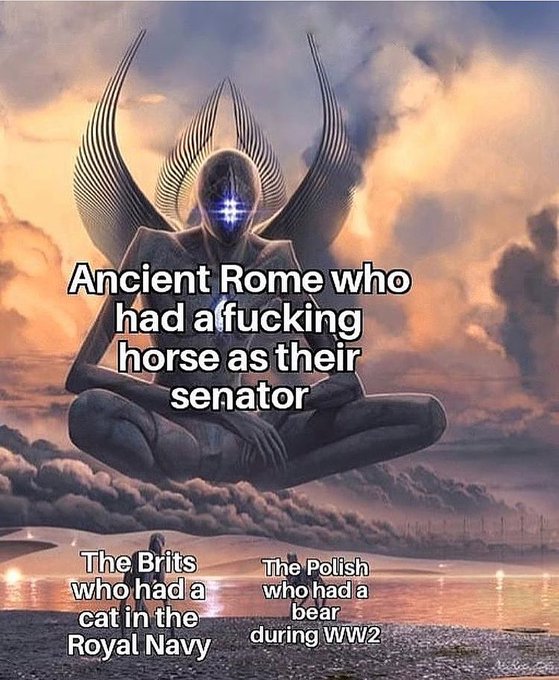 Ancient Rome who
had a fucking
horse as their
senator
The Brits
who had a
cat in the
Royal Navy
The Polish
who had a
bear
during WW2